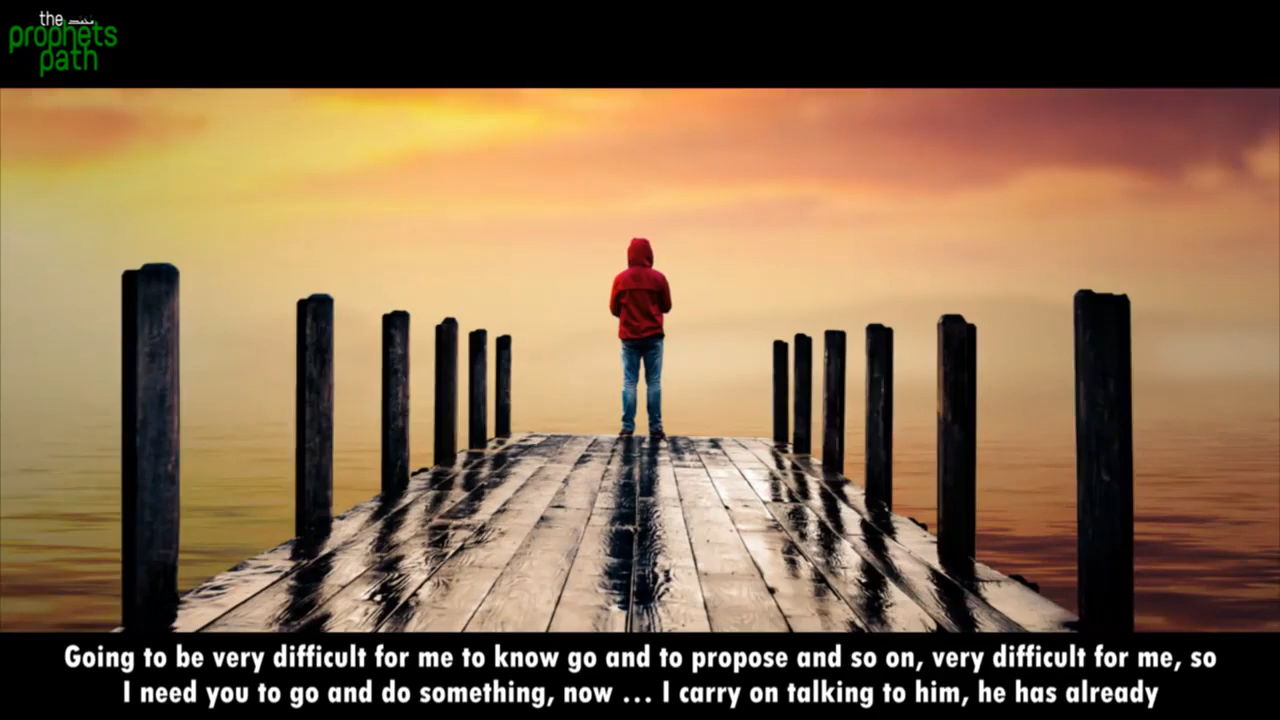 the
prophets
path
Going to be very difficult for me to know go and to propose and so on, very difficult for me, so
I need you to go and do something, now ... I carry on talking to him, he has already